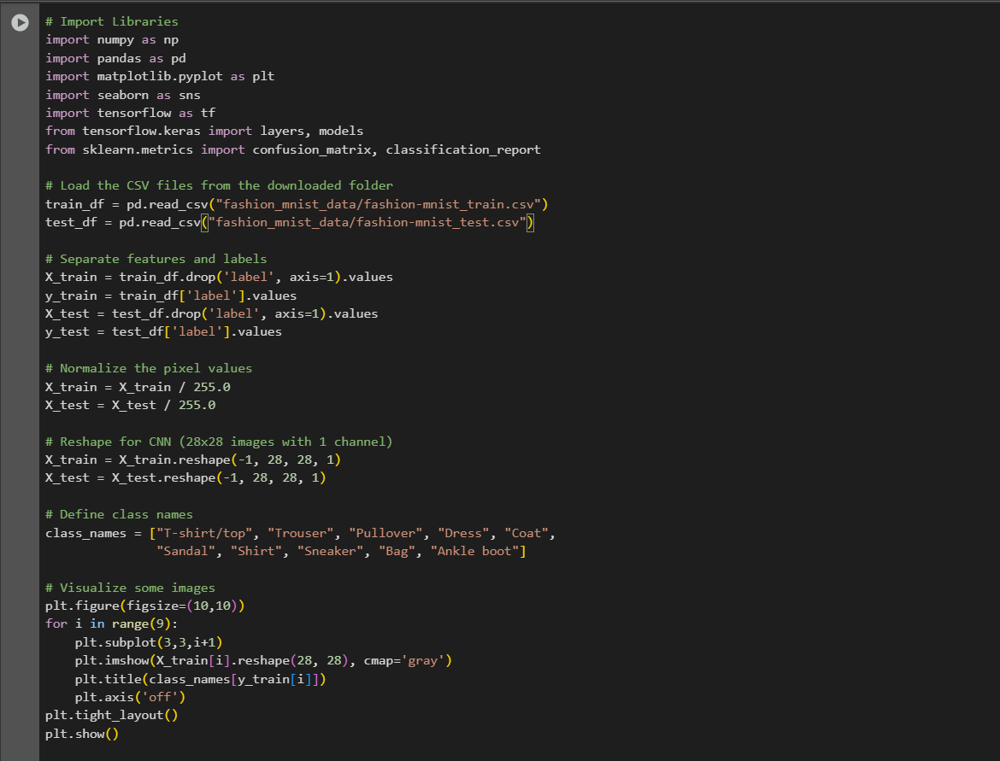 # Import Libraries
import numpy as np
import pandas as pd
import matplotlib.pyplot as plt
import seaborn as sns
import tensorflow as tf
from tensorflow.keras import layers, models
from sklearn.metrics import confusion_matrix, classification_report

# Load the CSV files from the downloaded folder
train_df = pd.read_csv("fashion_mnist_data/fashion-mnist_train.csv")
test_df = pd.read_csv("fashion_mnist_data/fashion-mnist_test.csv")

# Separate features and labels
X_train = train_df.drop('label', axis=1).values
y_train = train_df['label'].values
X_test = test_df.drop('label', axis=1).values
y_test = test_df['label'].values

# Normalize the pixel values
X_train = X_train / 255.0
X_test = X_test / 255.0

# Reshape for CNN (28x28 images with 1 channel)
X_train = X_train.reshape(-1, 28, 28, 1)
X_test = X_test.reshape(-1, 28, 28, 1)

# Define class names
class_names = ["T-shirt/top", "Trouser", "Pullover", "Dress", "Coat",
               "Sandal", "Shirt", "Sneaker", "Bag", "Ankle boot"]

# Visualize some images
plt.figure(figsize=(10,10))
for i in range(9):
    plt.subplot(3,3,i+1)
    plt.imshow(X_train[i].reshape(28, 28), cmap='gray')
    plt.title(class_names[y_train[i]])
    plt.axis('off')
plt.tight_layout()
plt.show()